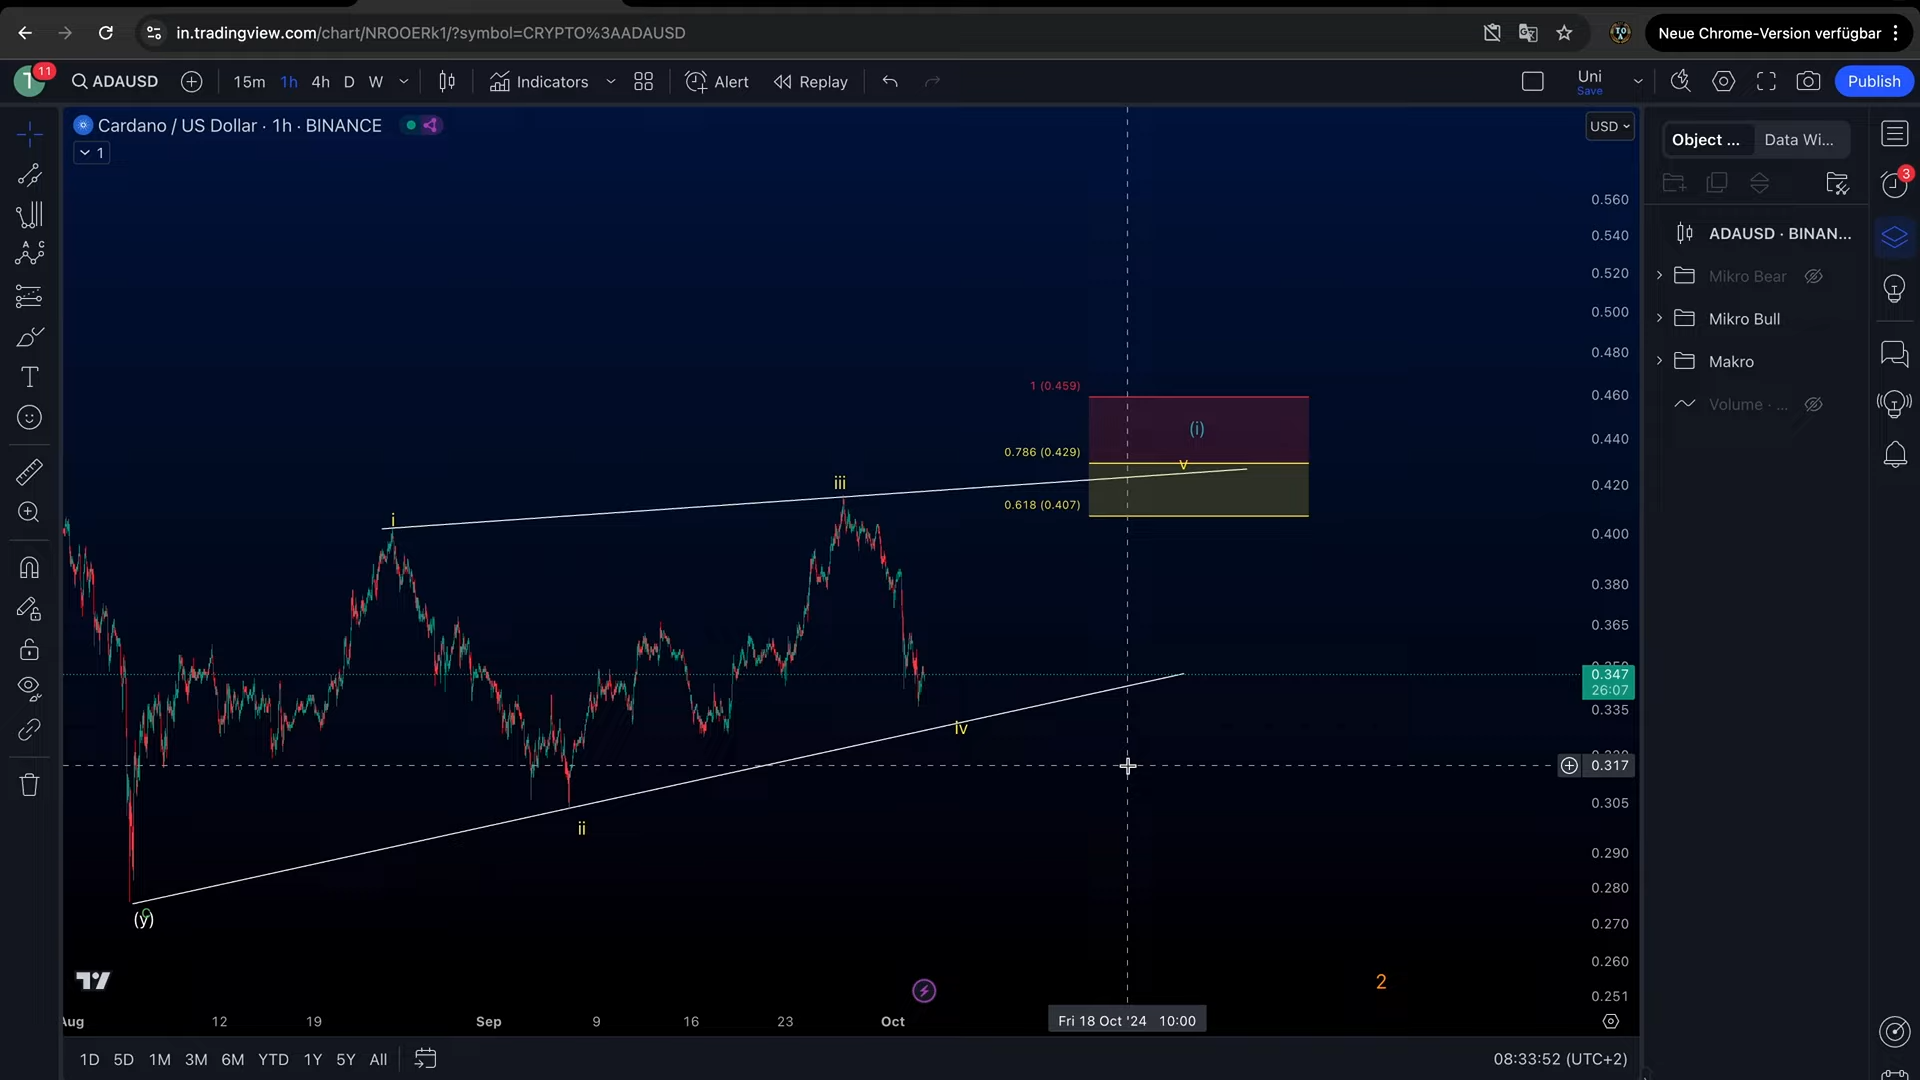 in.tradingview.com/chart/NROOERk1/?symbol=CRYPTO%3AADAUSD
Neue Chrome-Version verfügbar
T 11
ADAUSD 15m 1h 4h D W Indicators Alert Replay Uni Save Publish
Cardano / US Dollar · 1h · BINANCE
1
USD
Object ... Data Wi...
3
ADAUSD · BINAN...
Mikro Bear
Mikro Bull
Makro
Volume · ...
A C
T
0.560
0.540
0.520
0.500
0.480
0.460
0.440
0.420
0.400
0.380
0.365
0.347
26:07
0.335
0.317
0.305
0.290
0.280
0.270
0.260
0.251
1 (0.459)
(i)
0.786 (0.429)
v
0.618 (0.407)
iii
i
iv
ii
(y)
2
Aug 12 19 Sep 9 16 23 Oct
Fri 18 Oct '24 10:00
1D 5D 1M 3M 6M YTD 1Y 5Y All
08:33:52 (UTC+2)